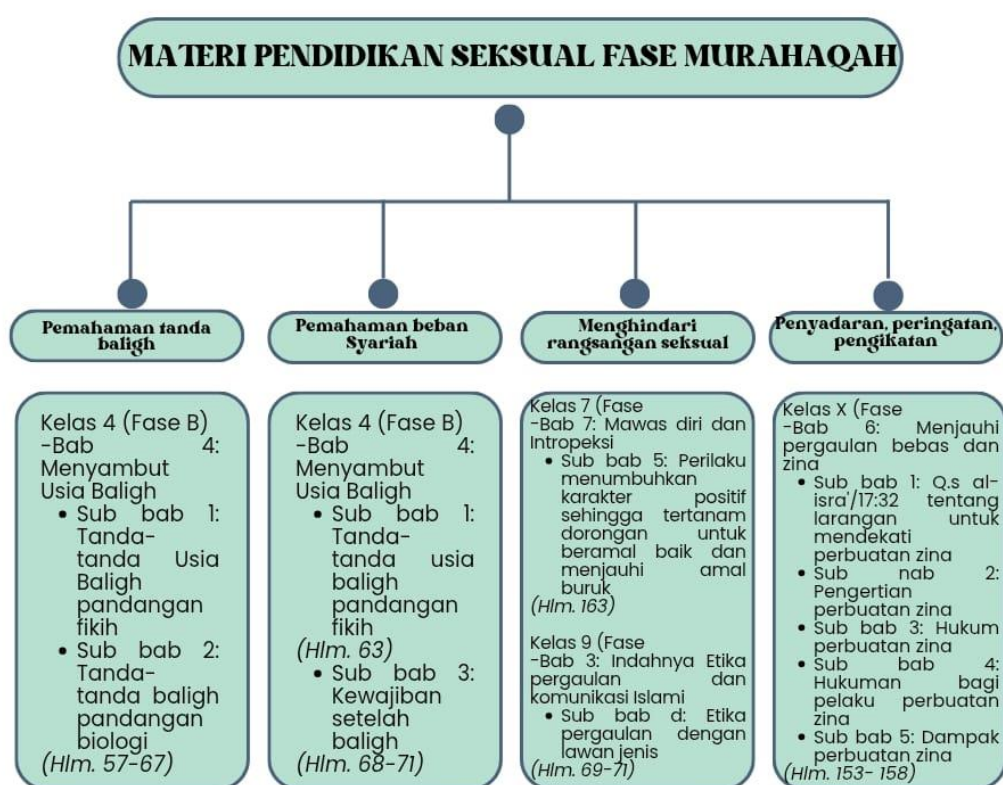 MATERI PENDIDIKAN SEKSUAL FASE MURAHAQAH
Pemahaman tanda
baligh
Pemahaman beban
Syariah
Menghindari
rangsangan seksual
Penyadaran, peringatan,
pengikatan
Kelas 4 (Fase B)
-Bab 4:
Menyambut
Usia Baligh
• Sub bab 1:
Tanda-
tanda Usia
Baligh
pandangan
fikih
• Sub bab 2:
Tanda-
tanda baligh
pandangan
biologi
(Hlm. 57-67)
Kelas 4 (Fase B)
-Bab 4:
Menyambut
Usia Baligh
• Sub bab 1:
Tanda-
tanda usia
baligh
pandangan
fikih
(Hlm. 63)
• Sub bab 3:
Kewajiban
setelah
baligh
(Hlm. 68-71)
Kelas 7 (Fase
-Bab 7: Mawas diri dan
Intropeksi
• Sub bab 5: Perilaku
menumbuhkan
karakter positif
sehingga tertanam
dorongan untuk
beramal baik dan
menjauhi amal
buruk
(Hlm. 163)
Kelas 9 (Fase
-Bab 3: Indahnya Etika
pergaulan dan
komunikasi Islami
• Sub bab d: Etika
pergaulan dengan
lawan jenis
(Hlm. 69-71)
Kelas X (Fase
-Bab 6: Menjauhi
pergaulan bebas dan
zina
• Sub bab 1: Q.s al-
isra'/17:32 tentang
larangan untuk
mendekati
perbuatan zina
• Sub nab 2:
Pengertian
perbuatan zina
• Sub bab 3: Hukum
perbuatan zina
• Sub bab 4:
Hukuman bagi
pelaku perbuatan
zina
• Sub bab 5: Dampak
perbuatan zina
(Hlm. 153- 158)